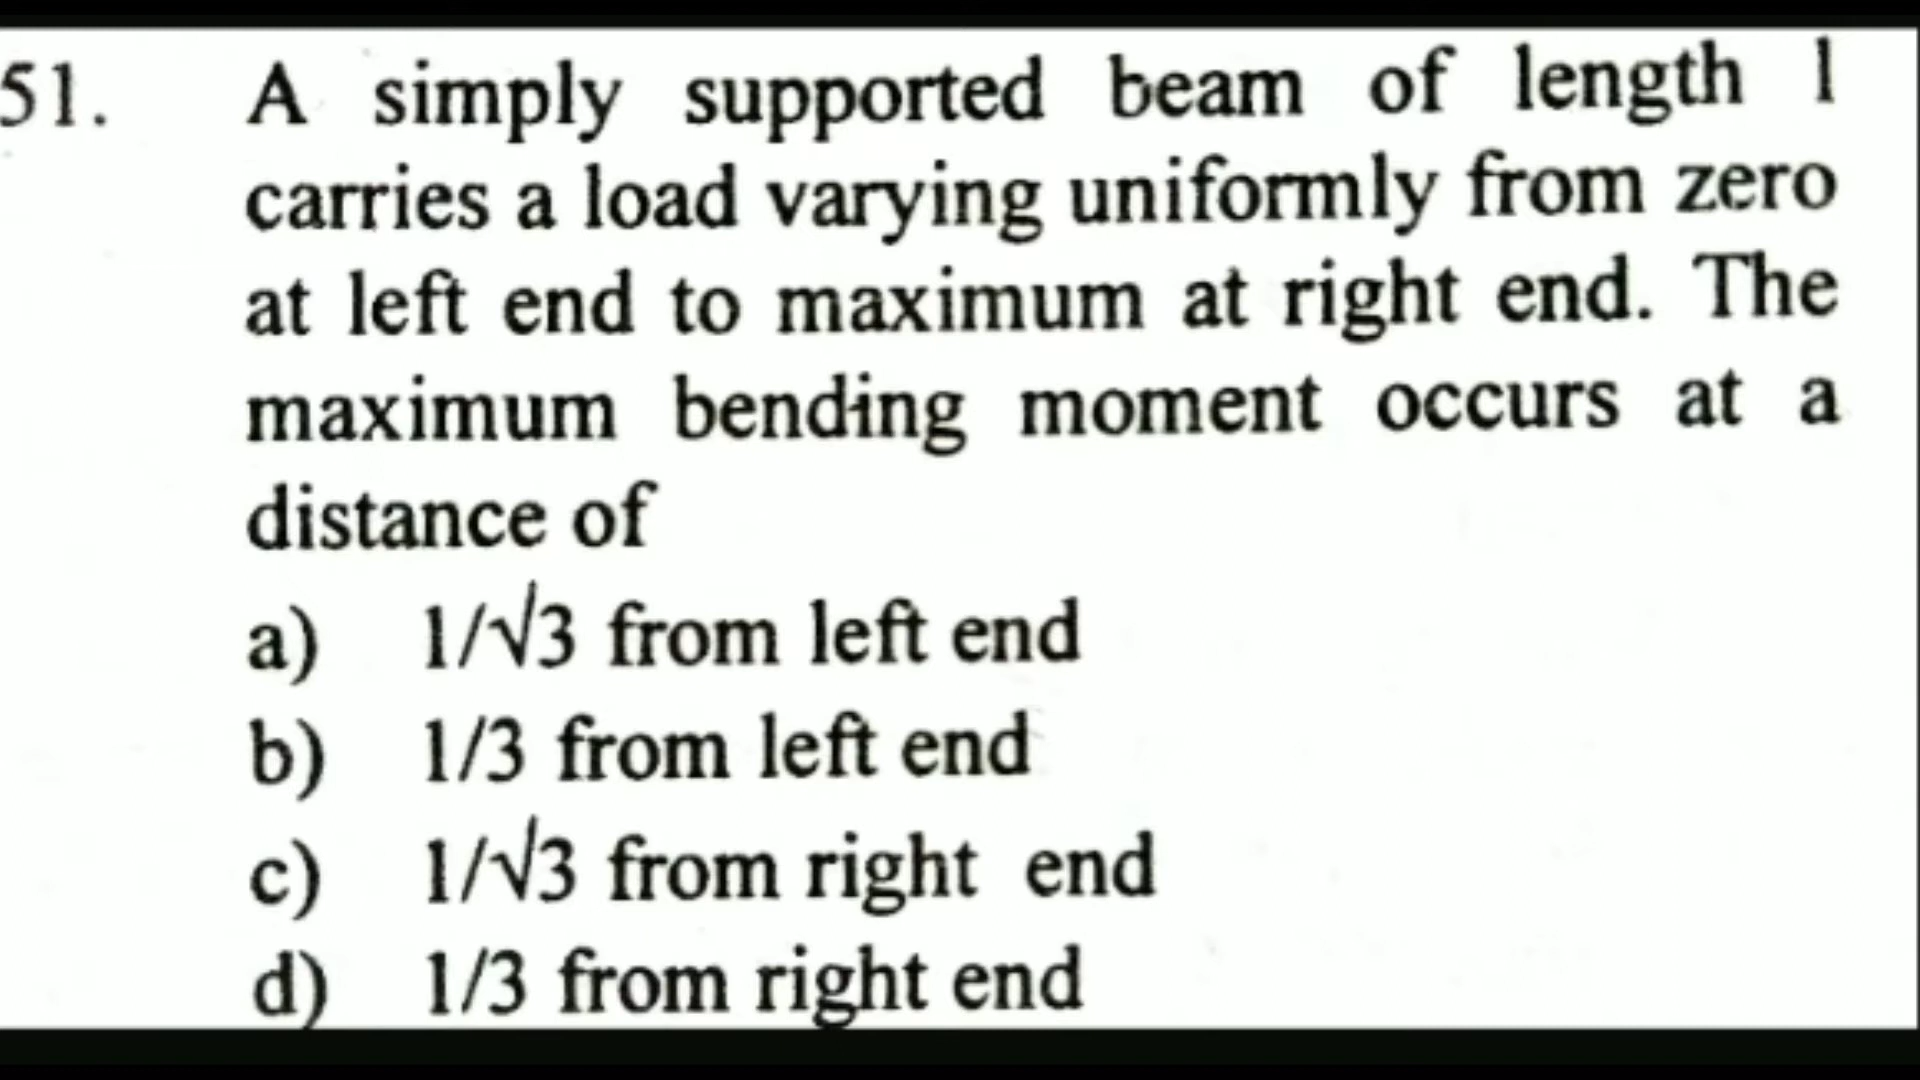 51. A simply supported beam of length l
carries a load varying uniformly from zero
at left end to maximum at right end. The
maximum bending moment occurs at a
distance of
a) l/√3 from left end
b) l/3 from left end
c) l/√3 from right end
d) l/3 from right end